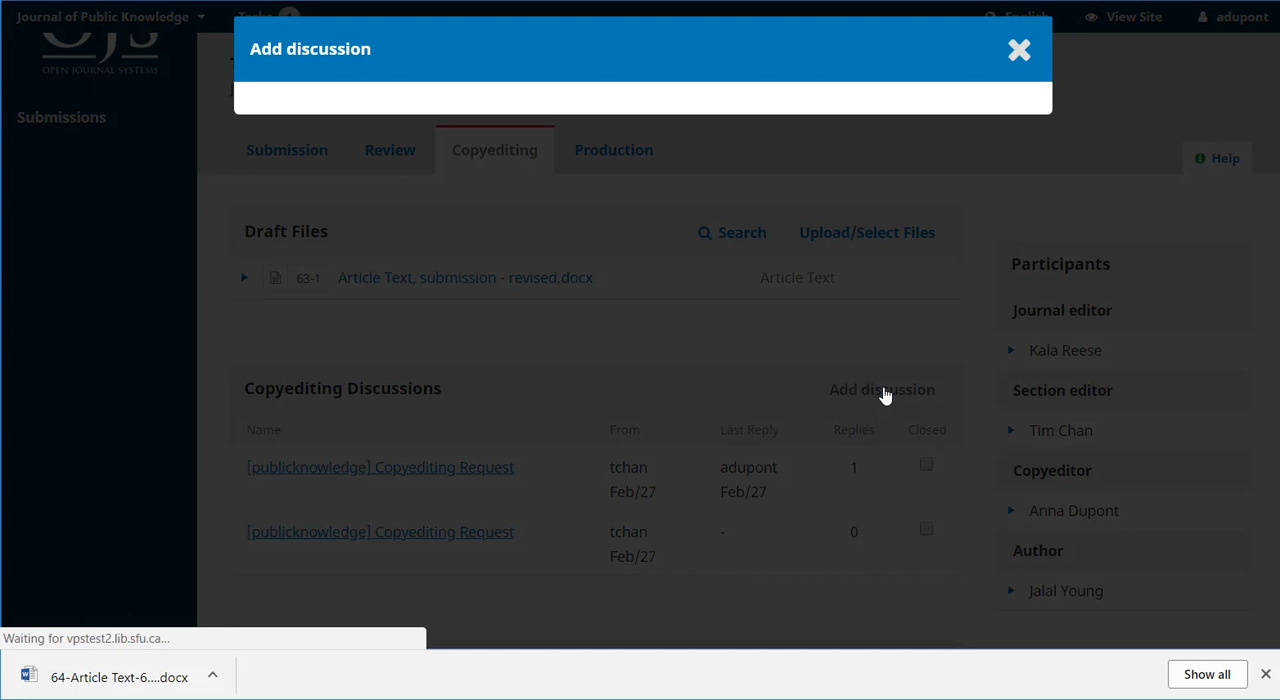 Journal of Public Knowledge
Tasks
English
View Site
adupont
Add discussion
OPEN JOURNAL SYSTEMS
Submissions
Submission
Review
Copyediting
Production
Help
Draft Files
Search
Upload/Select Files
63-1
Article Text, submission - revised.docx
Article Text
Participants
Journal editor
Kala Reese
Section editor
Tim Chan
Copyeditor
Anna Dupont
Author
Jalal Young
Copyediting Discussions
Add discussion
Name
From
Last Reply
Replies
Closed
[publicknowledge] Copyediting Request
tchan
Feb/27
adupont
Feb/27
1
[publicknowledge] Copyediting Request
tchan
Feb/27
-
0
Waiting for vpstest2.lib.sfu.ca...
64-Article Text-6....docx
Show all